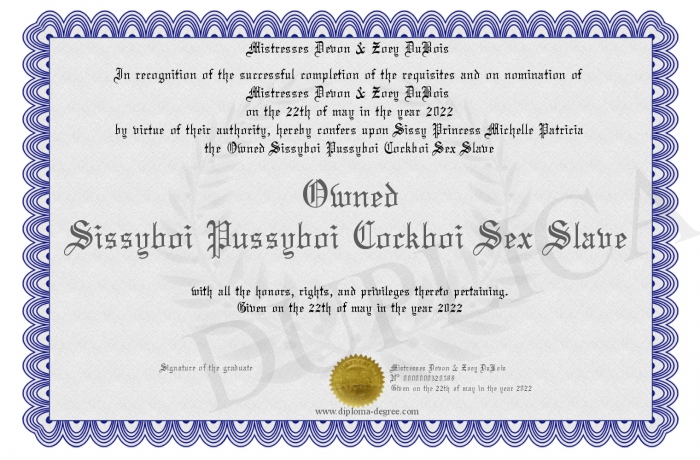 Mistresses Devon & Zoey DuBois
In recognition of the successful completion of the requisites and on nomination of
Mistresses Devon & Zoey DuBois
on the 22th of may in the year 2022
by virtue of their authority, hereby confers upon Sissy Princess Michelle Patricia
the Owned Sissyboi Pussyboi Cockboi Sex Slave
Owned
Sissyboi Pussyboi Cockboi Sex Slave
DUPLICA
with all the honors, rights, and privileges thereto pertaining.
Given on the 22th of may in the year 2022
Signature of the graduate
Mistresses Devon & Zoey DuBois
Given on the 22th of may in the year 2022
www.diploma-degree.com